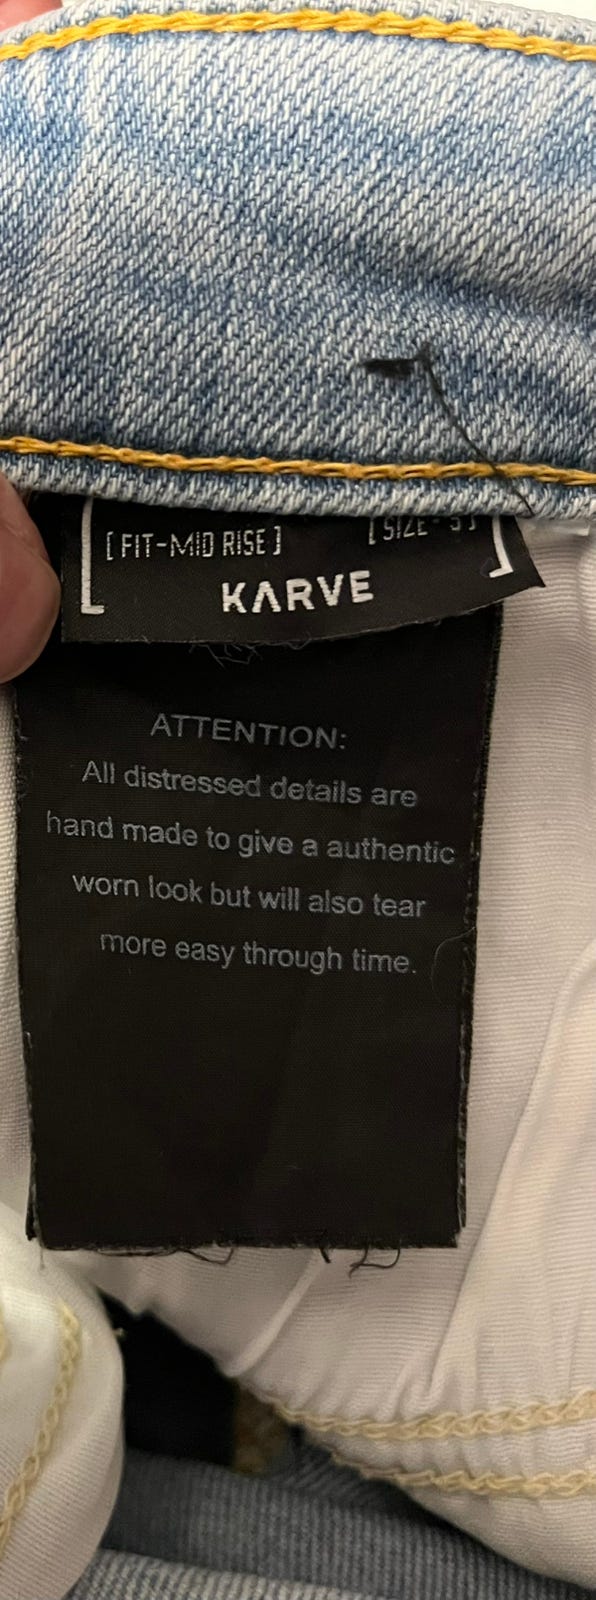 [FIT-MID RISE] [SIZE- S]
KARVE
ATTENTION:
All distressed details are
hand made to give a authentic
worn look but will also tear
more easy through time.